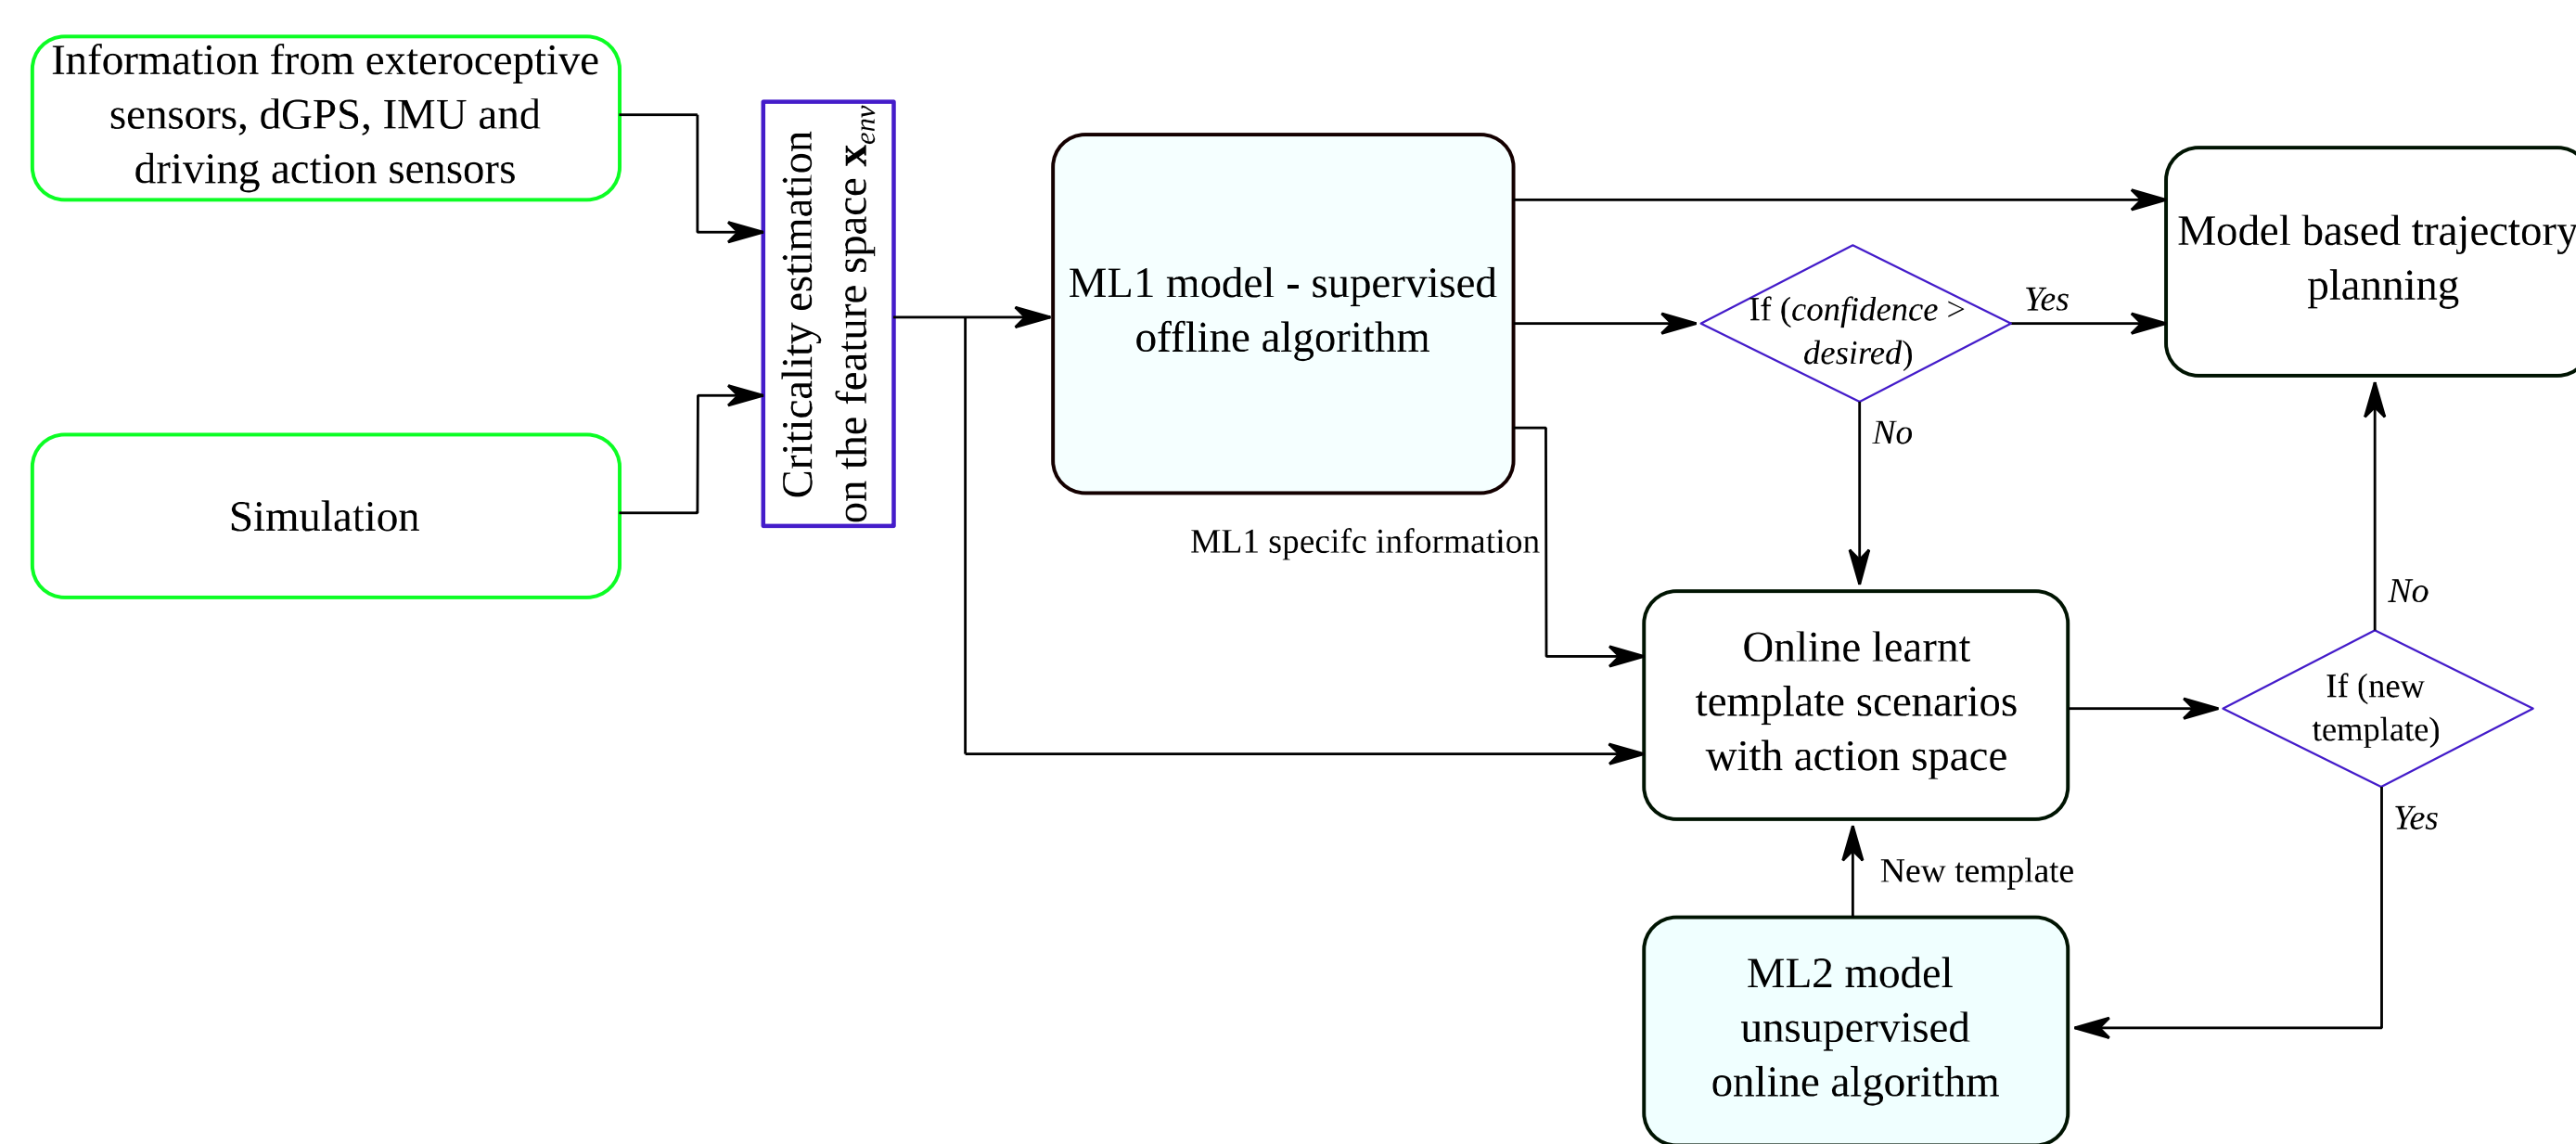 Information from exteroceptive
sensors, dGPS, IMU and
driving action sensors
Simulation
Criticality estimation
on the feature space x_env
ML1 model - supervised
offline algorithm
ML1 specifc information
If (confidence >
desired)
Yes
No
Model based trajectory
planning
Online learnt
template scenarios
with action space
If (new
template)
No
Yes
New template
ML2 model
unsupervised
online algorithm